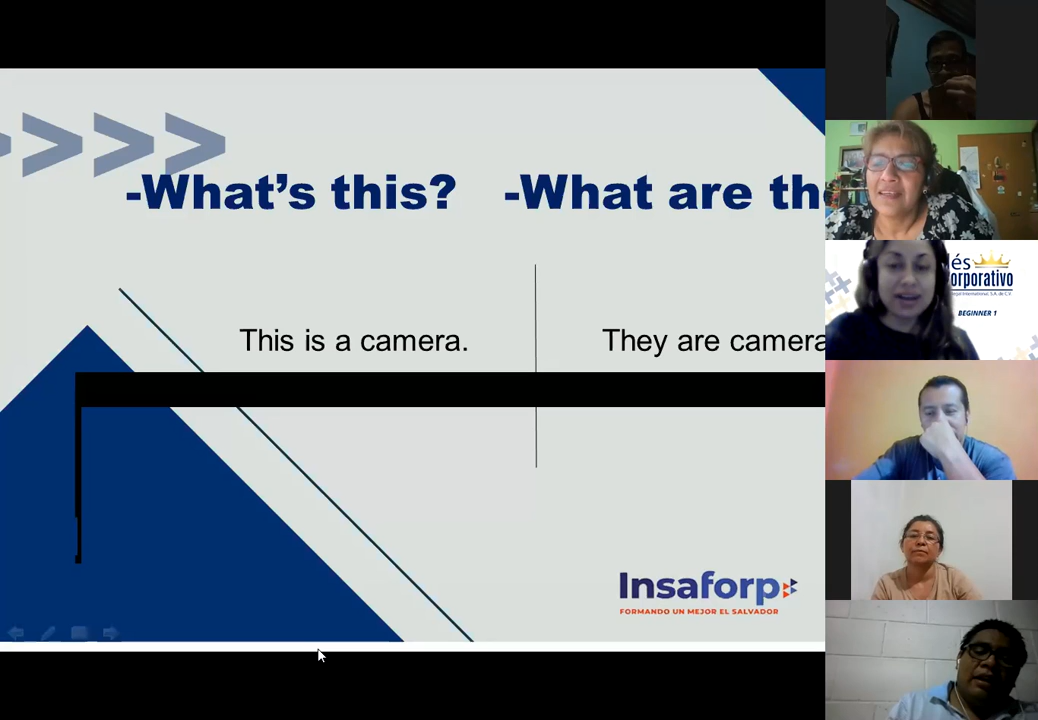 -What's this?
-What are the
This is a camera.
They are camera
Insaforp
FORMANDO UN MEJOR EL SALVADOR
és
orporativo
BEGINNER 1